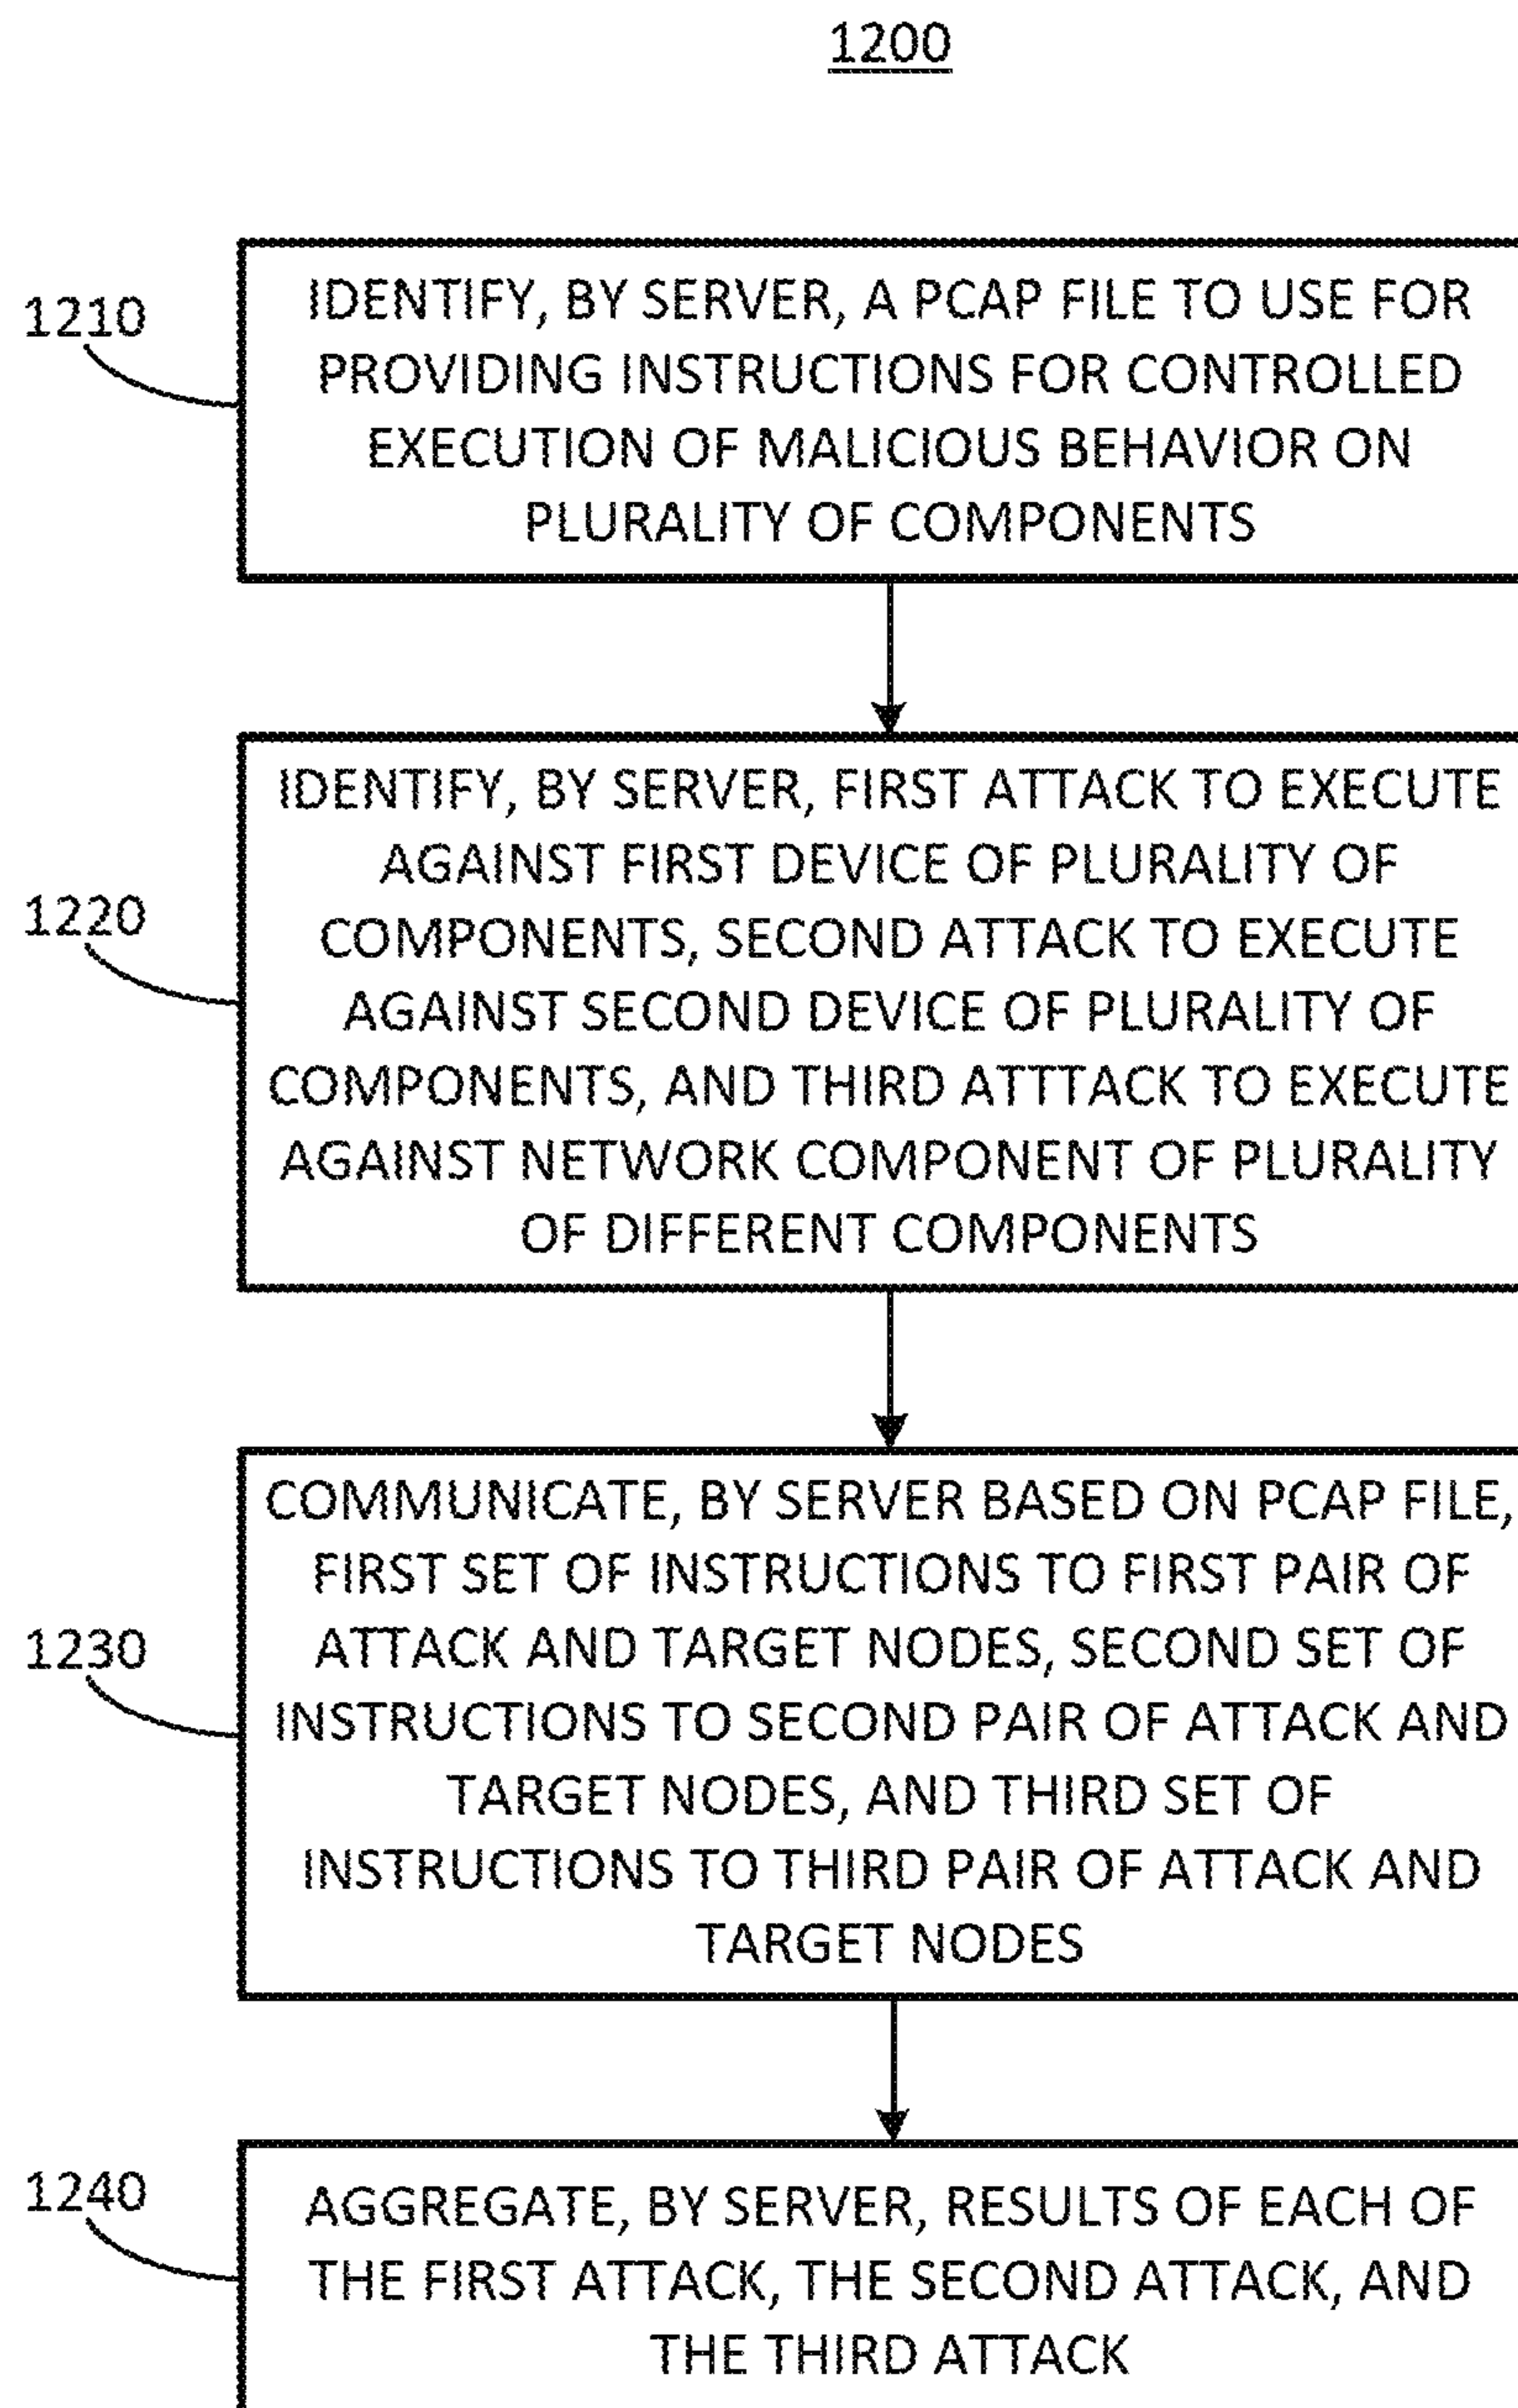 1200
1210
IDENTIFY, BY SERVER, A PCAP FILE TO USE FOR
PROVIDING INSTRUCTIONS FOR CONTROLLED
EXECUTION OF MALICIOUS BEHAVIOR ON
PLURALITY OF COMPONENTS
1220
IDENTIFY, BY SERVER, FIRST ATTACK TO EXECUTE
AGAINST FIRST DEVICE OF PLURALITY OF
COMPONENTS, SECOND ATTACK TO EXECUTE
AGAINST SECOND DEVICE OF PLURALITY OF
COMPONENTS, AND THIRD ATTTACK TO EXECUTE
AGAINST NETWORK COMPONENT OF PLURALITY
OF DIFFERENT COMPONENTS
1230
COMMUNICATE, BY SERVER BASED ON PCAP FILE,
FIRST SET OF INSTRUCTIONS TO FIRST PAIR OF
ATTACK AND TARGET NODES, SECOND SET OF
INSTRUCTIONS TO SECOND PAIR OF ATTACK AND
TARGET NODES, AND THIRD SET OF
INSTRUCTIONS TO THIRD PAIR OF ATTACK AND
TARGET NODES
1240
AGGREGATE, BY SERVER, RESULTS OF EACH OF
THE FIRST ATTACK, THE SECOND ATTACK, AND
THE THIRD ATTACK